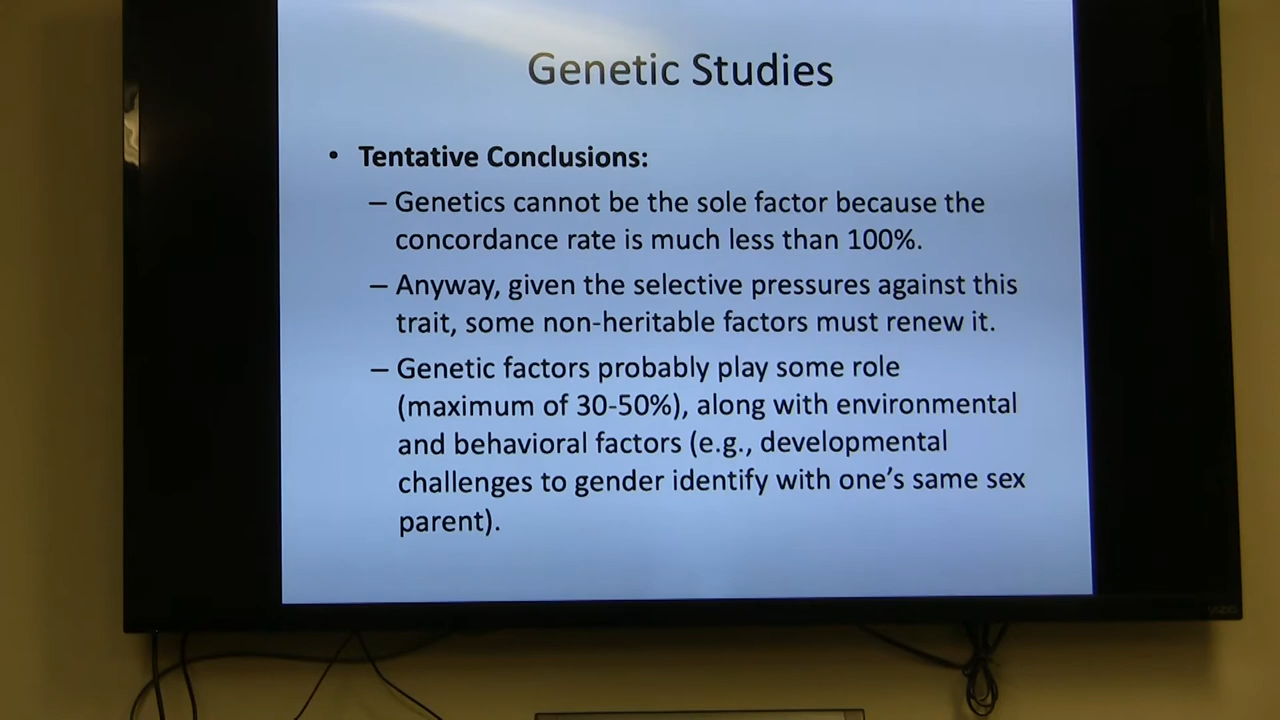 Genetic Studies
• Tentative Conclusions:
– Genetics cannot be the sole factor because the
concordance rate is much less than 100%.
– Anyway, given the selective pressures against this
trait, some non-heritable factors must renew it.
– Genetic factors probably play some role
(maximum of 30-50%), along with environmental
and behavioral factors (e.g., developmental
challenges to gender identify with one's same sex
parent).
VIZIO